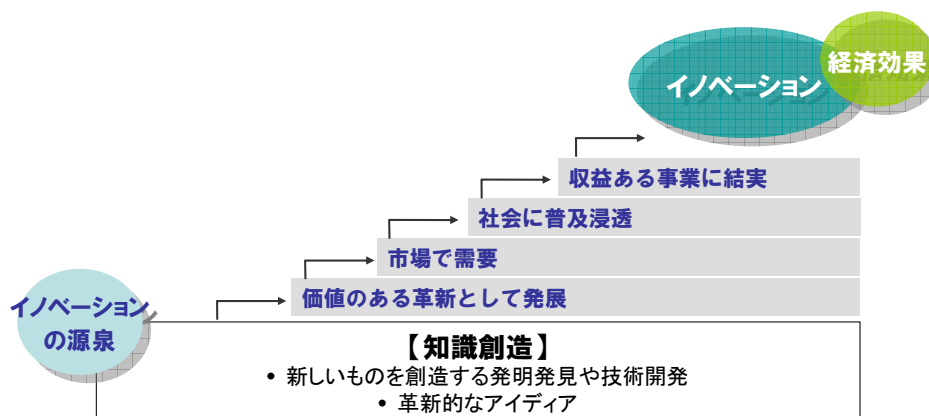 経済効果
イノベーション
収益ある事業に結実
社会に普及浸透
市場で需要
価値のある革新として発展
イノベーション
の源泉
【知識創造】
• 新しいものを創造する発明発見や技術開発
• 革新的なアイディア